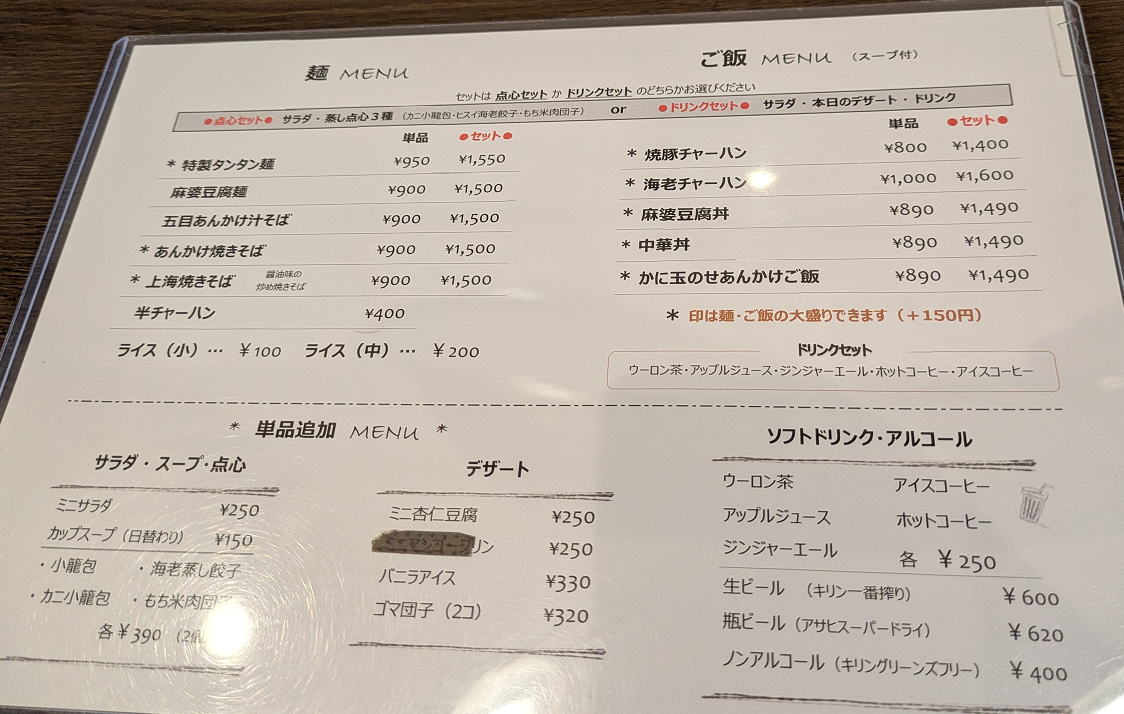 麺 MENU
ご飯 MENU （スープ付）
セットは 点心セット か ドリンクセット のどちらかお選びください
●点心セット● サラダ・蒸し点心３種 （カニ小籠包・ヒスイ海老餃子・もち米肉団子） or ●ドリンクセット● サラダ・本日のデザート・ドリンク
単品 ●セット●
＊特製タンタン麺 ¥950 ¥1,550
麻婆豆腐麺 ¥900 ¥1,500
五目あんかけ汁そば ¥900 ¥1,500
＊あんかけ焼きそば ¥900 ¥1,500
＊上海焼きそば 醤油味の炒め焼きそば ¥900 ¥1,500
半チャーハン ¥400
ライス（小）… ¥100 ライス（中）… ¥200
単品 ●セット●
＊焼豚チャーハン ¥800 ¥1,400
＊海老チャーハン ¥1,000 ¥1,600
＊麻婆豆腐丼 ¥890 ¥1,490
＊中華丼 ¥890 ¥1,490
＊かに玉のせあんかけご飯 ¥890 ¥1,490
＊ 印は麺・ご飯の大盛りできます（＋150円）
ドリンクセット
ウーロン茶・アップルジュース・ジンジャーエール・ホットコーヒー・アイスコーヒー
＊ 単品追加 MENU ＊
サラダ・スープ・点心
ミニサラダ ¥250
カップスープ（日替わり） ¥150
・小籠包 ・海老蒸し餃子
・カニ小籠包 ・もち米肉団
各¥390 （2個
デザート
ミニ杏仁豆腐 ¥250
リン ¥250
バニラアイス ¥330
ゴマ団子（2コ） ¥320
ソフトドリンク・アルコール
ウーロン茶 アイスコーヒー
アップルジュース ホットコーヒー
ジンジャーエール 各 ¥250
生ビール （キリン一番搾り） ¥600
瓶ビール（アサヒスーパードライ） ¥620
ノンアルコール（キリングリーンズフリー） ¥400